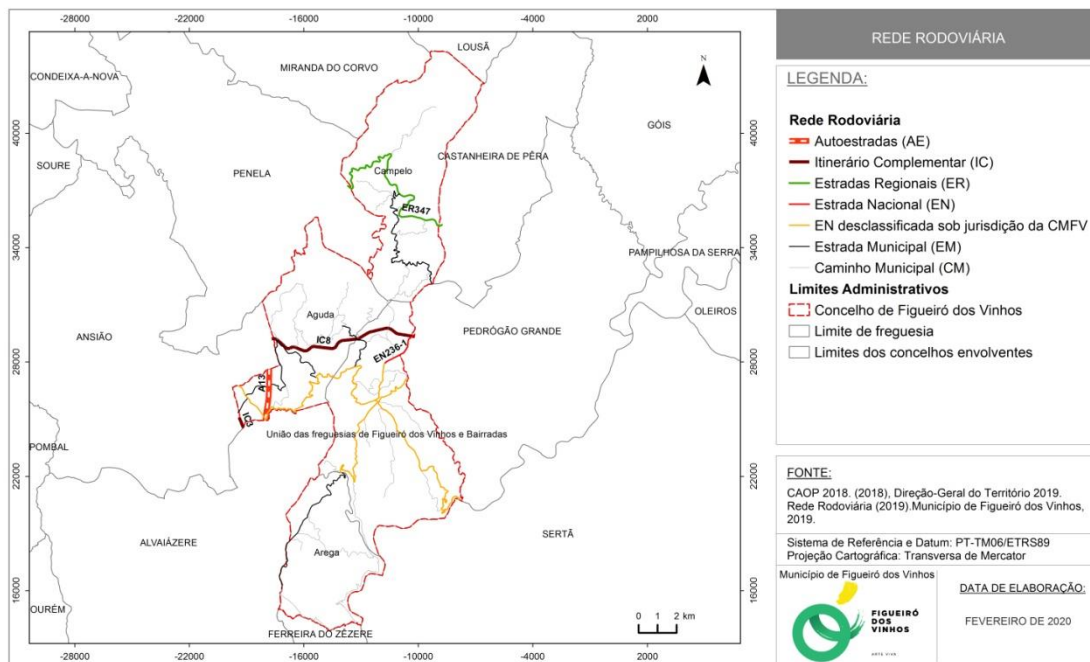 -28000 -22000 -16000 -10000 -4000 2000
REDE RODOVIÁRIA
LEGENDA:
Rede Rodoviária
Autoestradas (AE)
Itinerário Complementar (IC)
Estradas Regionais (ER)
Estrada Nacional (EN)
EN desclassificada sob jurisdição da CMFV
Estrada Municipal (EM)
Caminho Municipal (CM)
Limites Administrativos
Concelho de Figueiró dos Vinhos
Limite de freguesia
Limites dos concelhos envolventes
FONTE:
CAOP 2018. (2018), Direção-Geral do Território 2019.
Rede Rodoviária (2019).Município de Figueiró dos Vinhos,
2019.
Sistema de Referência e Datum: PT-TM06/ETRS89
Projeção Cartográfica: Transversa de Mercator
Município de Figueiró dos Vinhos
FIGUEIRÓ
DOS
VINHOS
ARTE VIVA
DATA DE ELABORAÇÃO:
FEVEREIRO DE 2020
LOUSÃ
MIRANDA DO CORVO
N
CONDEIXA-A-NOVA
GÓIS
40000
40000
CASTANHEIRA DE PÊRA
SOURE
PENELA
Campelo
ER347
34000
34000
PAMPILHOSA DA SERRA
OLEIROS
Aguda
PEDRÓGÃO GRANDE
ANSIÃO
IC8
EN236-1
28000
28000
A13
IC3
União das freguesias de Figueiró dos Vinhos e Bairradas
POMBAL
22000
22000
SERTÃ
ALVAIÁZERE
Arega
16000
16000
OURÉM
0 1 2 km
FERREIRA DO ZÊZERE
-28000 -22000 -16000 -10000 -4000 2000